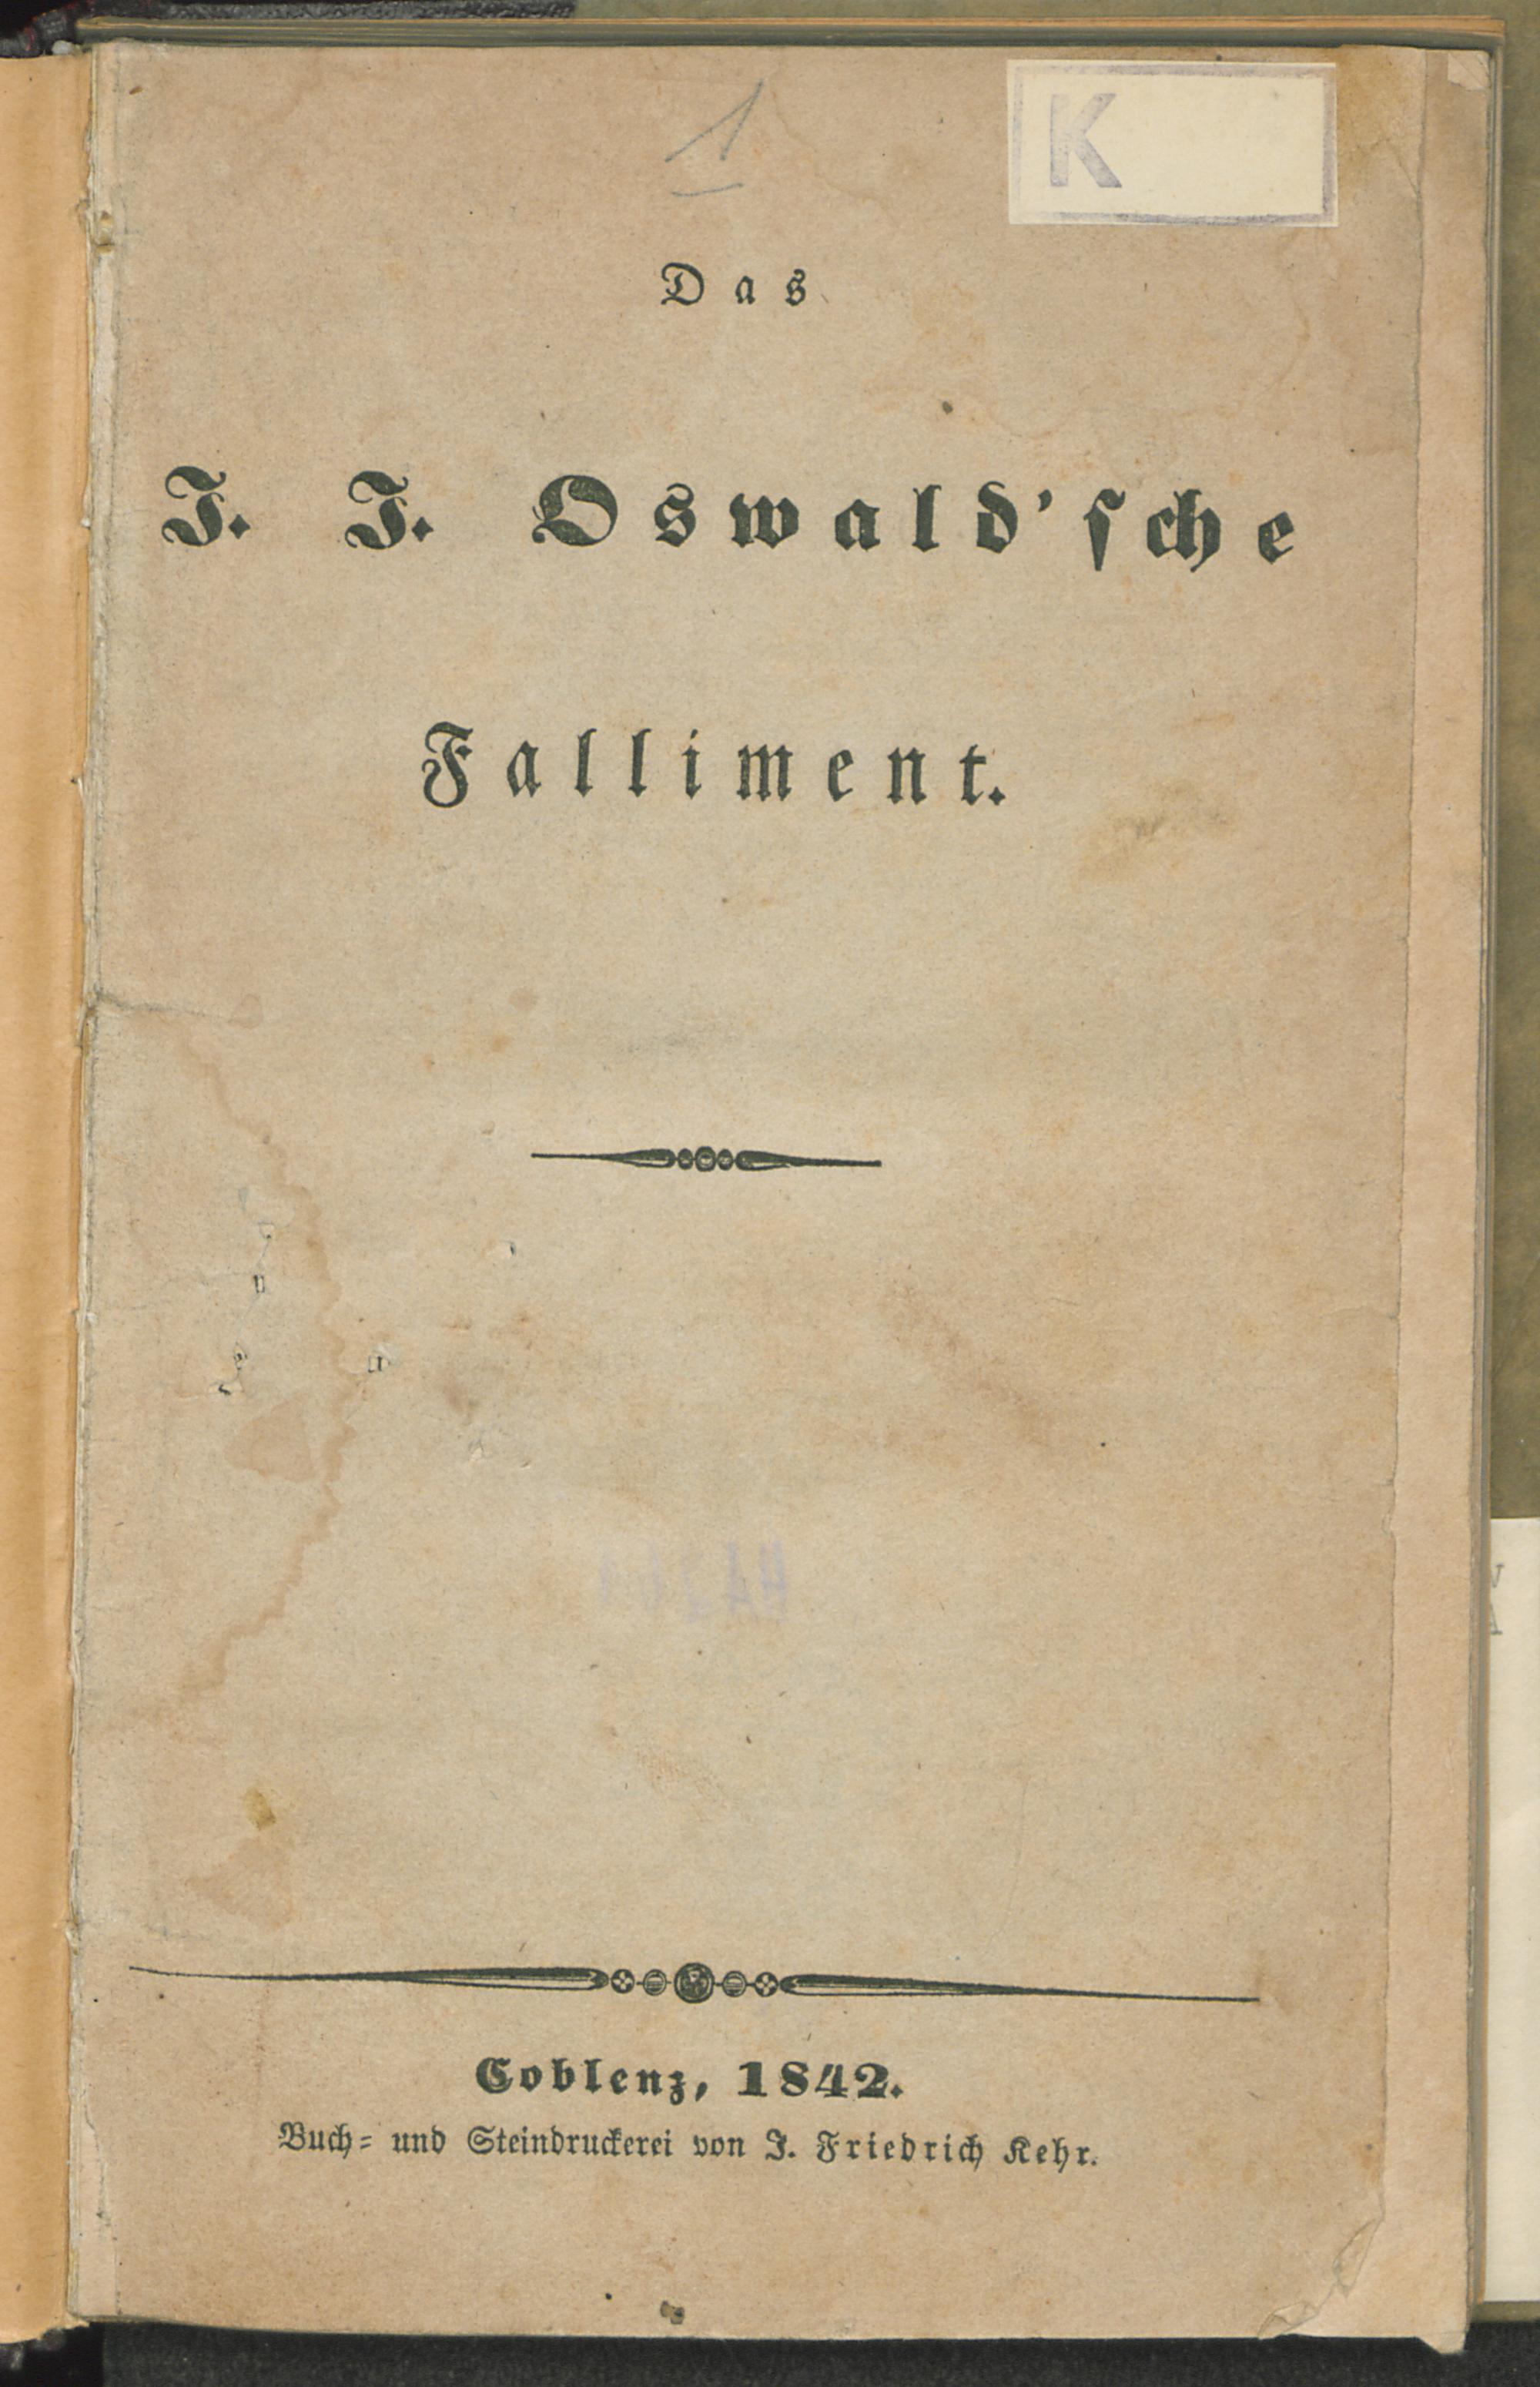 1
K
Das
J. J. Oswald'ſche
Falliment.
Coblenz, 1842.
Buch= und Steindruckerei von J. Friedrich Kehr.